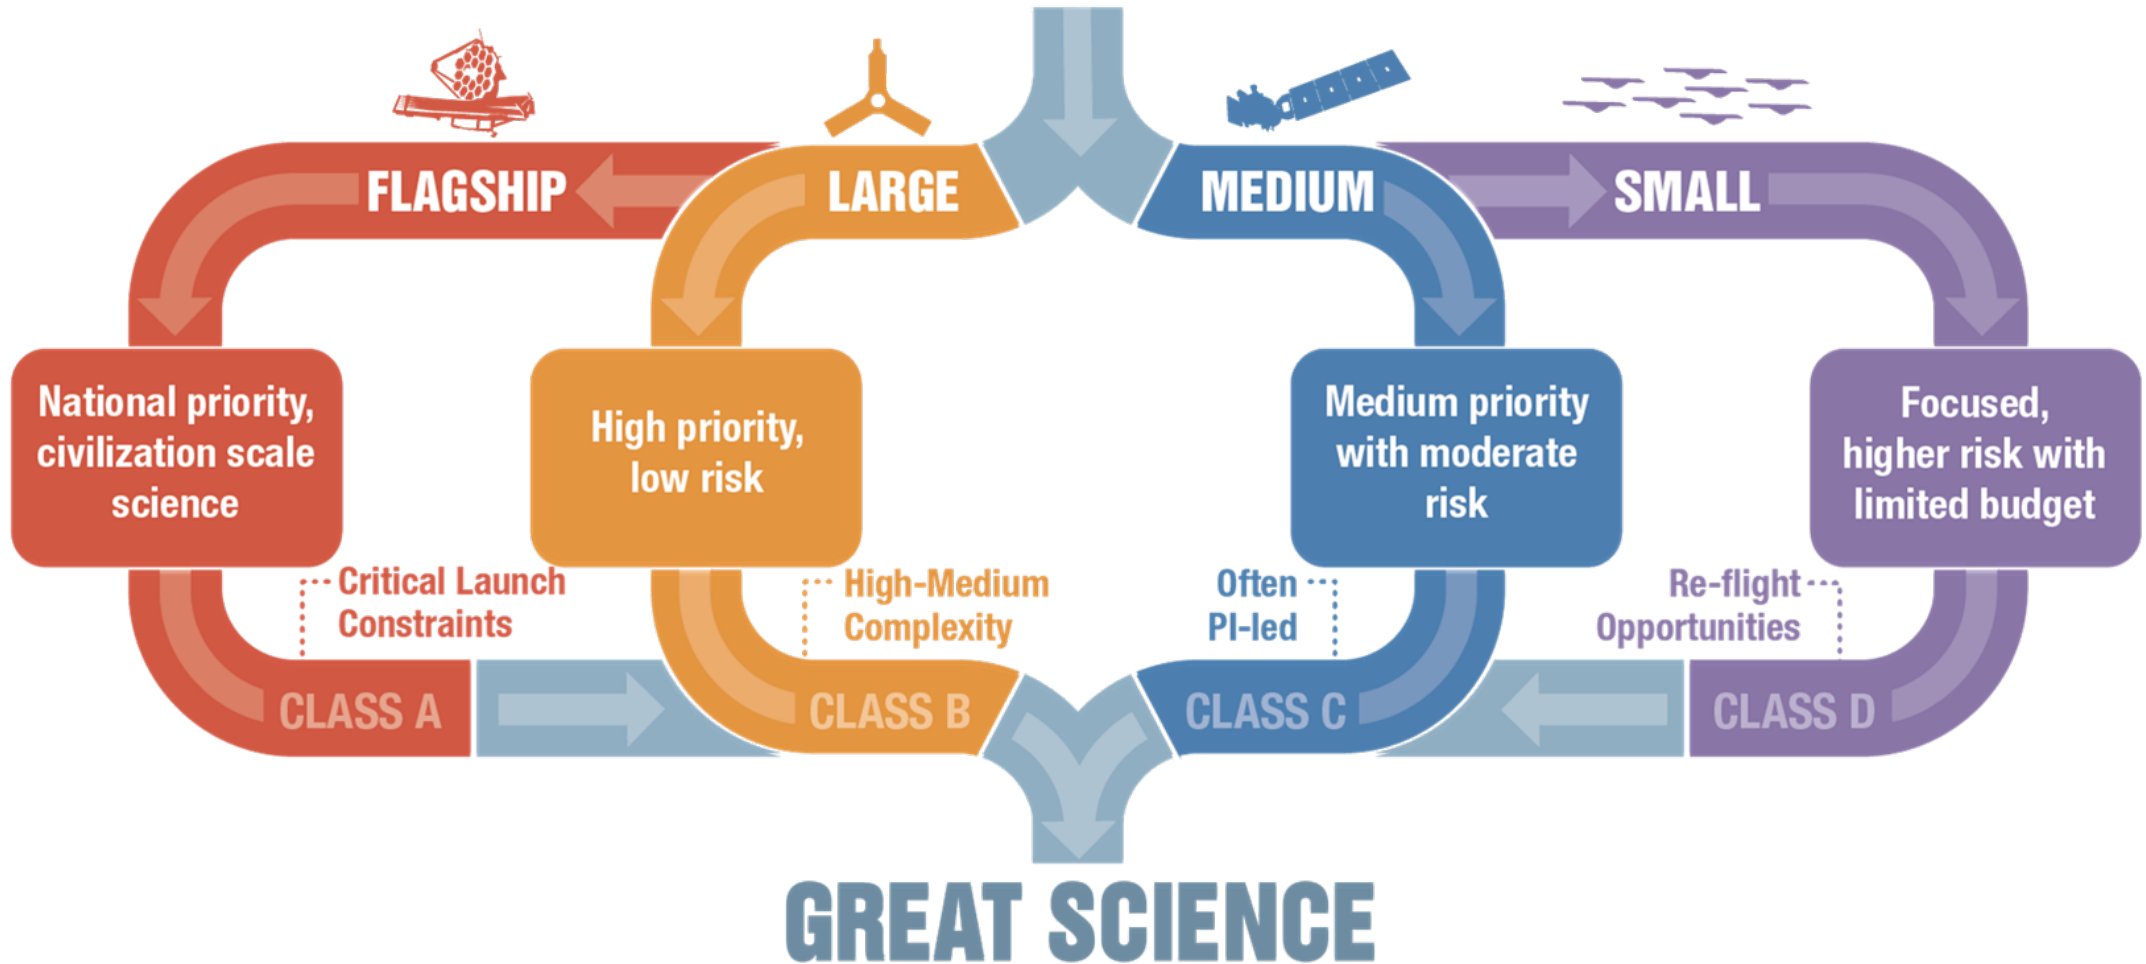 FLAGSHIP
LARGE
MEDIUM
SMALL
National priority,
civilization scale
science
High priority,
low risk
Medium priority
with moderate
risk
Focused,
higher risk with
limited budget
Critical Launch
Constraints
High-Medium
Complexity
Often
PI-led
Re-flight
Opportunities
CLASS A
CLASS B
CLASS C
CLASS D
GREAT SCIENCE